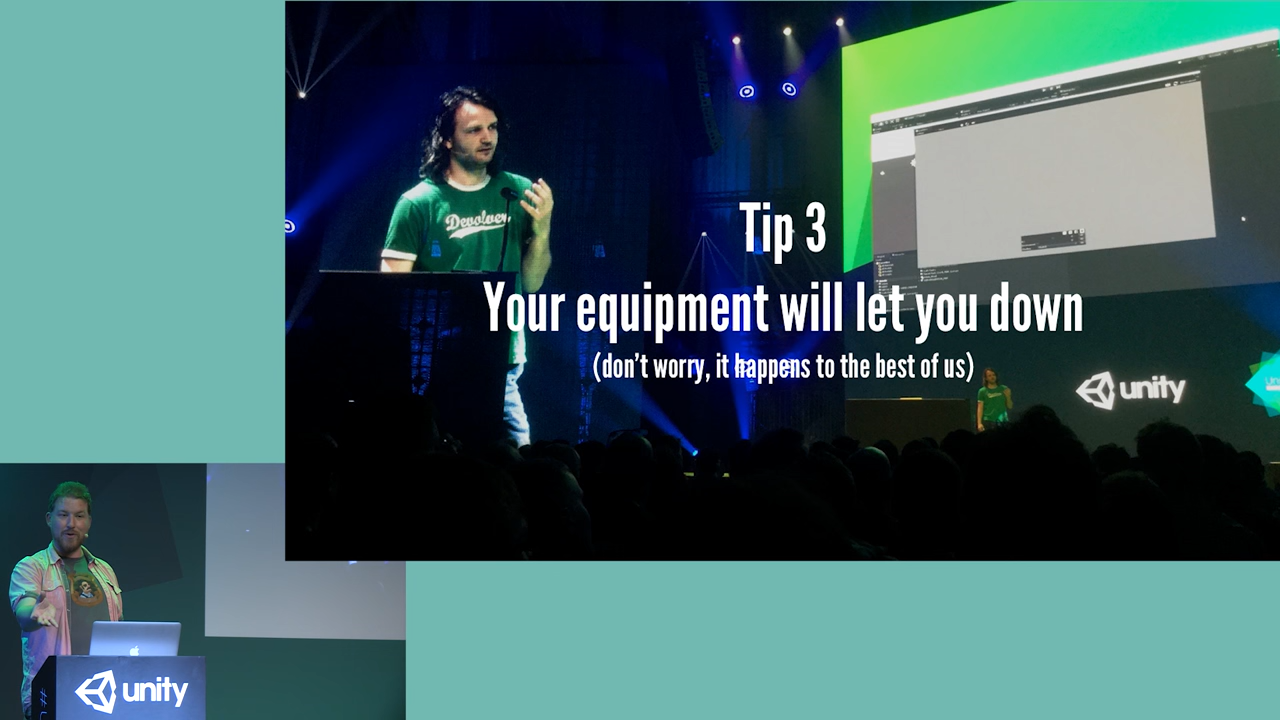 Devolver
Tip 3
Your equipment will let you down
(don't worry, it happens to the best of us)
unity
unity